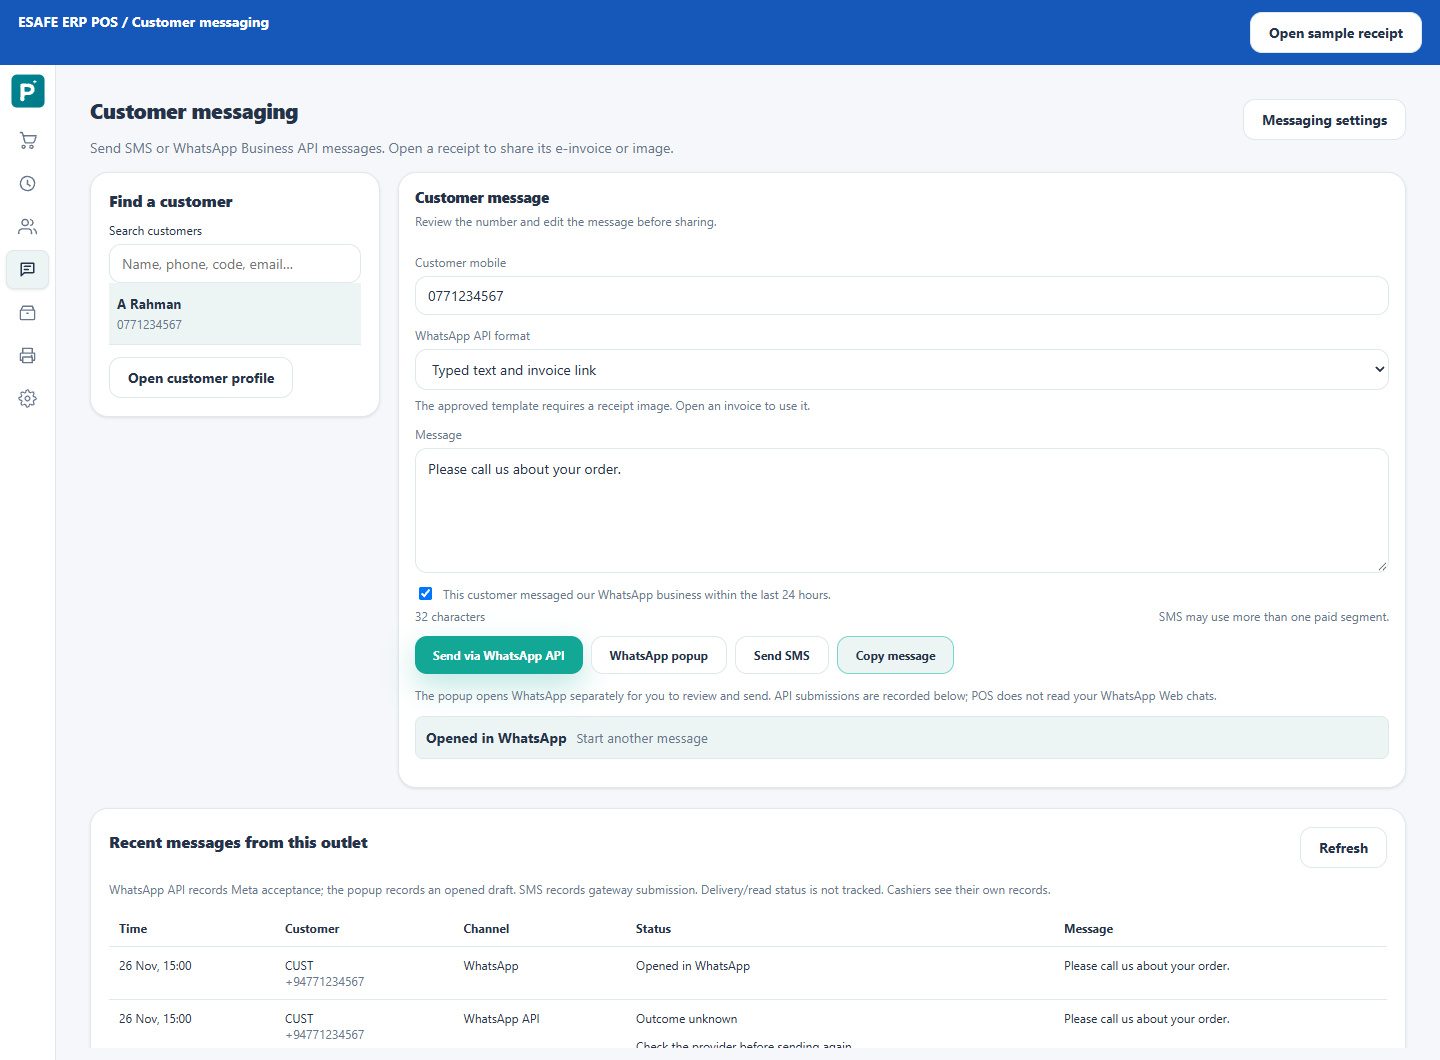 ESAFE ERP POS / Customer messaging
Open sample receipt
P
Customer messaging
Messaging settings
Send SMS or WhatsApp Business API messages. Open a receipt to share its e-invoice or image.
Find a customer
Search customers
Name, phone, code, email...
A Rahman
0771234567
Open customer profile
Customer message
Review the number and edit the message before sharing.
Customer mobile
0771234567
WhatsApp API format
Typed text and invoice link
The approved template requires a receipt image. Open an invoice to use it.
Message
Please call us about your order.
This customer messaged our WhatsApp business within the last 24 hours.
32 characters
SMS may use more than one paid segment.
Send via WhatsApp API
WhatsApp popup
Send SMS
Copy message
The popup opens WhatsApp separately for you to review and send. API submissions are recorded below; POS does not read your WhatsApp Web chats.
Opened in WhatsApp Start another message
Recent messages from this outlet
Refresh
WhatsApp API records Meta acceptance; the popup records an opened draft. SMS records gateway submission. Delivery/read status is not tracked. Cashiers see their own records.
Time Customer Channel Status Message
26 Nov, 15:00 CUST WhatsApp Opened in WhatsApp Please call us about your order.
+94771234567
26 Nov, 15:00 CUST WhatsApp API Outcome unknown Please call us about your order.
+94771234567
Check the provider before sending again